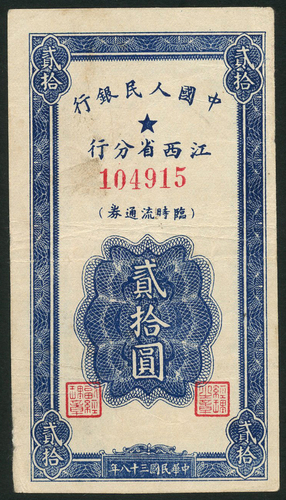 貳拾 貳拾
中國人民銀行
★
江西省分行
104915
（臨時流通券）
貳拾圓
貳拾 貳拾
中華民國三十八年